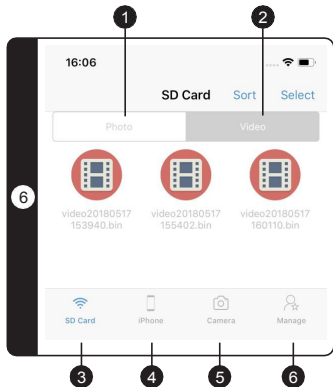 1 2
16:06
SD Card Sort Select
Photo Video
6
video20180517 video20180517 video20180517
153940.bin 155402.bin 160110.bin
SD Card iPhone Camera Manage
3 4 5 6